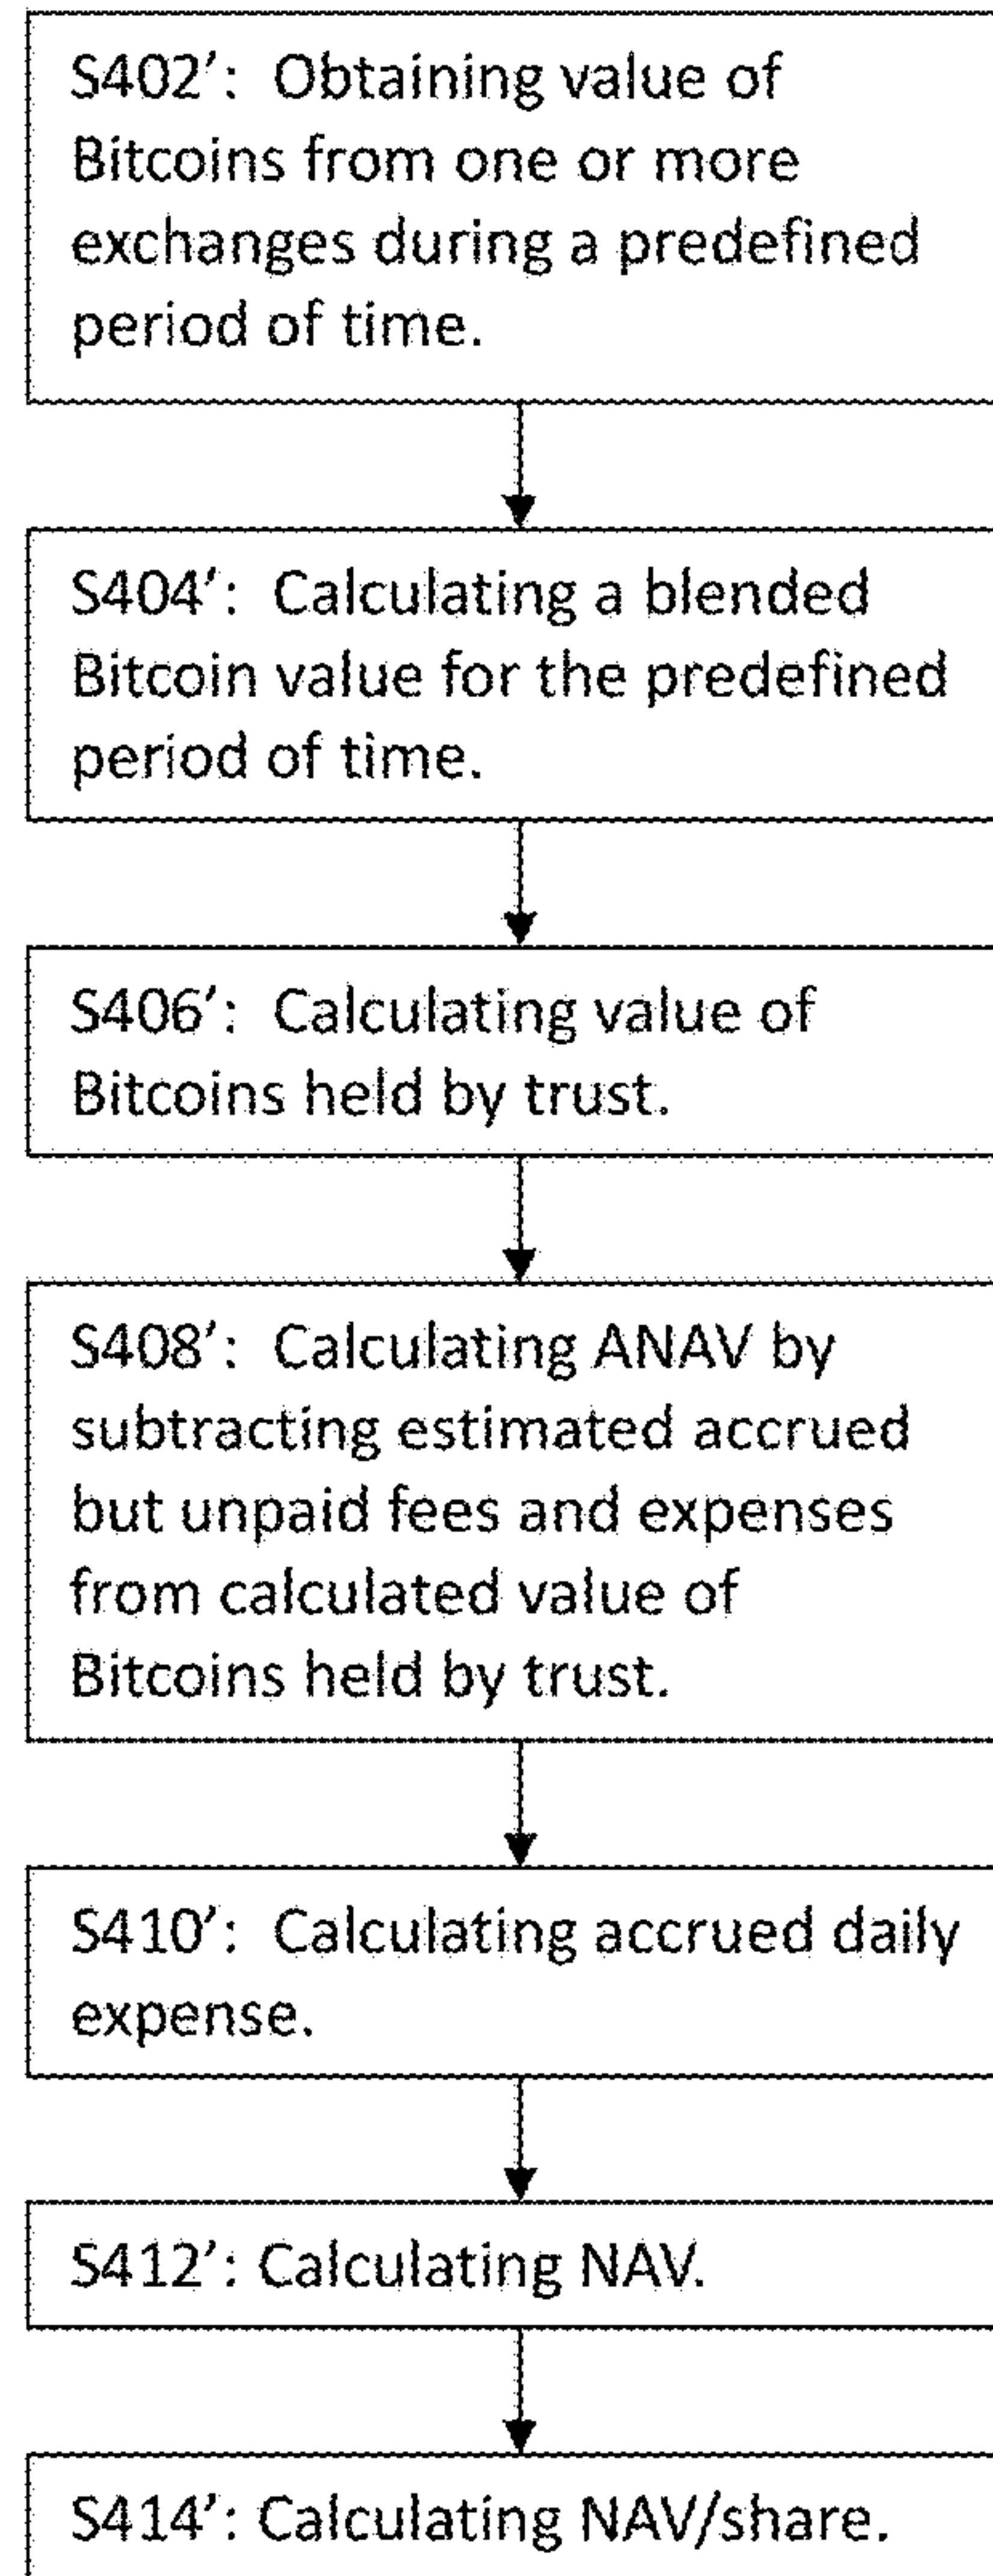 S402′: Obtaining value of
Bitcoins from one or more
exchanges during a predefined
period of time.
S404′: Calculating a blended
Bitcoin value for the predefined
period of time.
S406′: Calculating value of
Bitcoins held by trust.
S408′: Calculating ANAV by
subtracting estimated accrued
but unpaid fees and expenses
from calculated value of
Bitcoins held by trust.
S410′: Calculating accrued daily
expense.
S412′: Calculating NAV.
S414′: Calculating NAV/share.